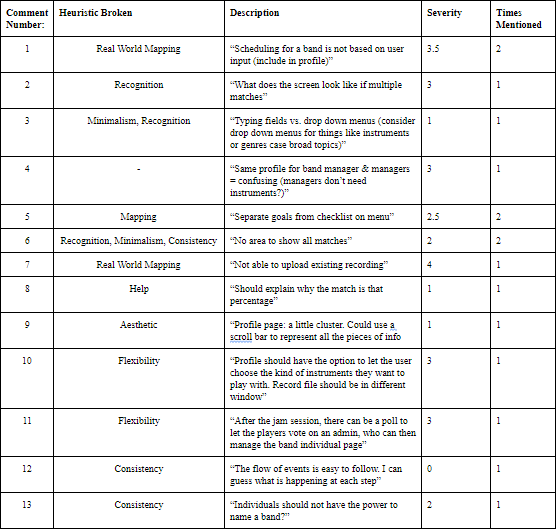 Comment Heuristic Broken Description Severity Times
Number: Mentioned
1 Real World Mapping “Scheduling for a band is not based on user 3.5 2
input (include in profile)”
2 Recognition “What does the screen look like if multiple 3 1
matches”
3 Minimalism, Recognition “Typing fields vs. drop down menus (consider 1 1
drop down menus for things like instruments
or genres case broad topics)”
4 - “Same profile for band manager & managers 3 1
= confusing (managers don’t need
instruments?)”
5 Mapping “Separate goals from checklist on menu” 2.5 2
6 Recognition, Minimalism, Consistency “No area to show all matches” 2 2
7 Real World Mapping “Not able to upload existing recording” 4 1
8 Help “Should explain why the match is that 1 1
percentage”
9 Aesthetic “Profile page: a little cluster. Could use a 1 1
scroll bar to represent all the pieces of info
10 Flexibility “Profile should have the option to let the user 3 1
choose the kind of instruments they want to
play with. Record file should be in different
window”
11 Flexibility “After the jam session, there can be a poll to 3 1
let the players vote on an admin, who can then
manage the band individual page”
12 Consistency “The flow of events is easy to follow. I can 0 1
guess what is happening at each step”
13 Consistency “Individuals should not have the power to 2 1
name a band?”